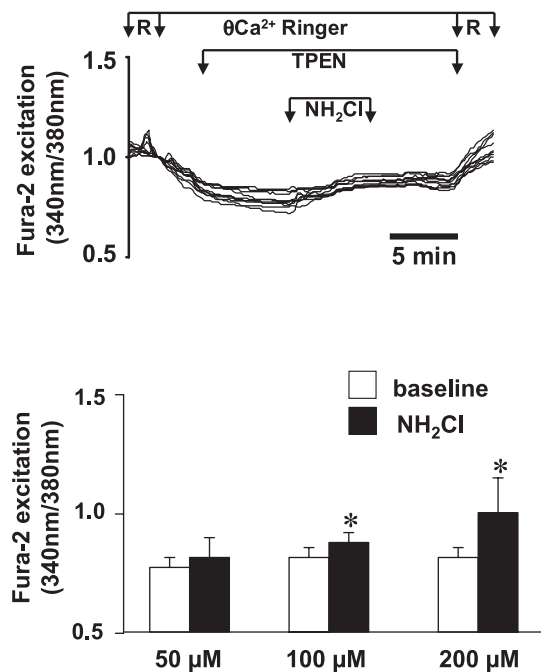 R θCa²⁺ Ringer R
TPEN
NH₂Cl
1.5
1.0
0.5
Fura-2 excitation
(340nm/380nm)
5 min
baseline
NH₂Cl
1.5
1.0
0.5
Fura-2 excitation
(340nm/380nm)
* *
50 µM 100 µM 200 µM